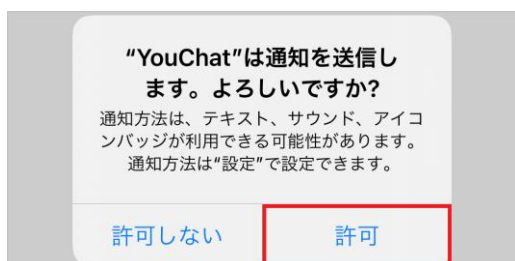 “YouChat”は通知を送信し
ます。よろしいですか?
通知方法は、テキスト、サウンド、アイコ
ンバッジが利用できる可能性があります。
通知方法は“設定”で設定できます。
許可しない
許可